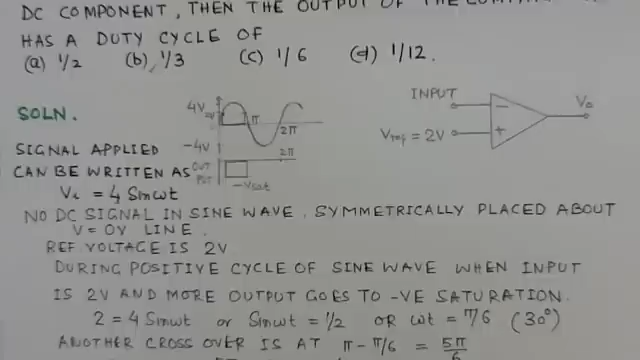 DC COMPONENT, THEN THE OUTPUT OF THE
HAS A DUTY CYCLE OF
(a) 1/2 (b) 1/3 (c) 1/6 (d) 1/12.
SOLN.
4V
π
2π
-4V
2π
OUT
PUT
-Vsat
INPUT
Vref = 2V
-
+
Vo
SIGNAL APPLIED
CAN BE WRITTEN AS
Vi = 4 Sinωt
NO DC SIGNAL IN SINE WAVE, SYMMETRICALLY PLACED ABOUT
V = 0V LINE.
REF VOLTAGE IS 2V
DURING POSITIVE CYCLE OF SINE WAVE WHEN INPUT
IS 2V AND MORE OUTPUT GOES TO -VE SATURATION.
2 = 4 Sinωt or Sinωt = 1/2 OR ωt = π/6 (30°)
ANOTHER CROSS OVER IS AT π - π/6 = 5π/6